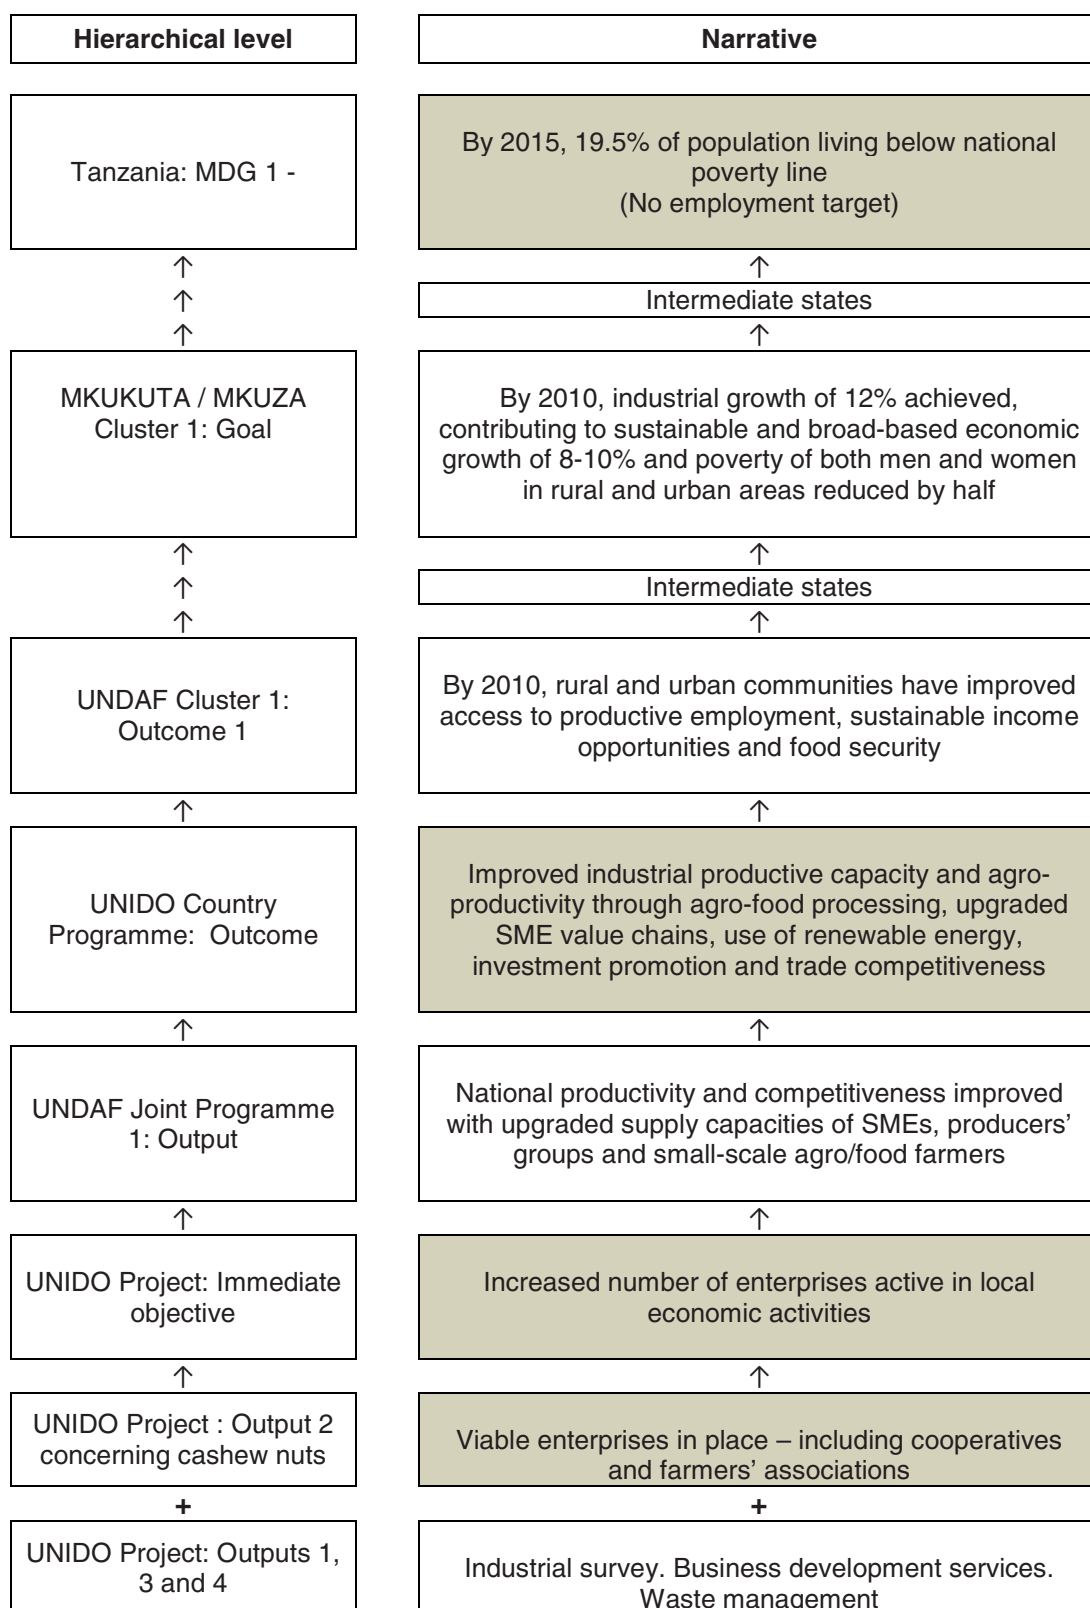 Hierarchical level
Narrative
Tanzania: MDG 1 -
By 2015, 19.5% of population living below national
poverty line
(No employment target)
↑
↑
↑
↑
Intermediate states
↑
MKUKUTA / MKUZA
Cluster 1: Goal
By 2010, industrial growth of 12% achieved,
contributing to sustainable and broad-based economic
growth of 8-10% and poverty of both men and women
in rural and urban areas reduced by half
↑
↑
↑
↑
Intermediate states
↑
UNDAF Cluster 1:
Outcome 1
By 2010, rural and urban communities have improved
access to productive employment, sustainable income
opportunities and food security
↑
↑
UNIDO Country
Programme:  Outcome
Improved industrial productive capacity and agro-
productivity through agro-food processing, upgraded
SME value chains, use of renewable energy,
investment promotion and trade competitiveness
↑
↑
UNDAF Joint Programme
1: Output
National productivity and competitiveness improved
with upgraded supply capacities of SMEs, producers’
groups and small-scale agro/food farmers
↑
↑
UNIDO Project: Immediate
objective
Increased number of enterprises active in local
economic activities
↑
↑
UNIDO Project : Output 2
concerning cashew nuts
Viable enterprises in place – including cooperatives
and farmers’ associations
+
+
UNIDO Project: Outputs 1,
3 and 4
Industrial survey. Business development services.
Waste management